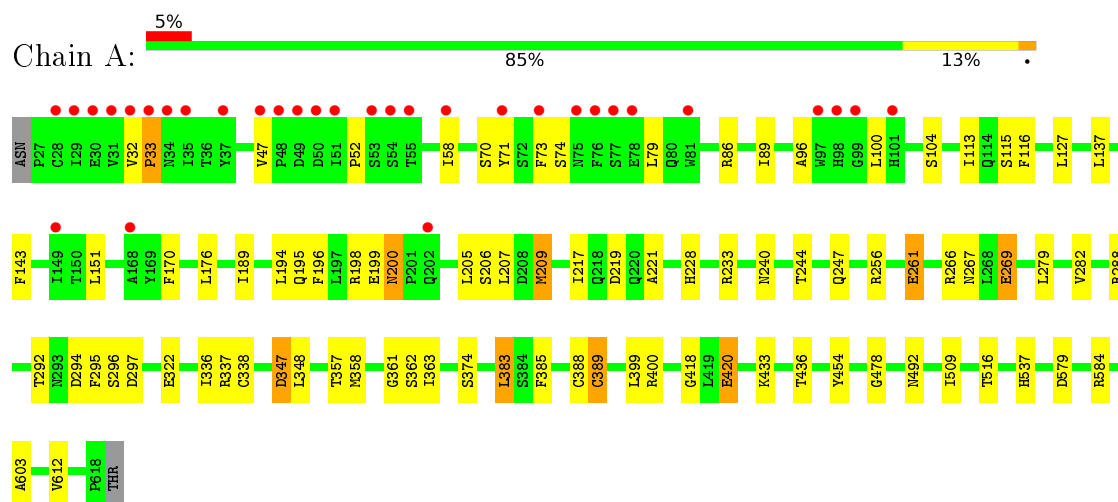 5%
Chain A:
85%
13%
•
ASN P27 C28 I29 E30 V31 V32 P33 N34 I35 T36 Y37 V47 P48 D49 D50 I51 P52 S53 S54 T55 I58 S70 Y71 S72 F73 S74 N75 F76 S77 E78 L79 Q80 W81 R86 I89 A96 W97 H98 G99 L100 H101 S104 I113 Q114 S115 F116 L127 L137
F143 I149 T150 L151 A168 Y169 F170 L176 I189 L194 Q195 F196 L197 R198 E199 N200 P201 Q202 L205 S206 L207 D208 M209 I217 Q218 D219 Q220 A221 H228 R233 N240 T244 Q247 R256 E261 R266 N267 L268 E269 L279 V282 R288
T292 N293 D294 F295 S296 D297 E322 I336 R337 C338 D347 L348 T357 M358 G361 S362 I363 S374 L383 S384 F385 C388 C389 L399 R400 G418 L419 E420 K433 T436 Y454 G478 N492 I509 T516 H537 D579 R584
A603 V612 P618 THR